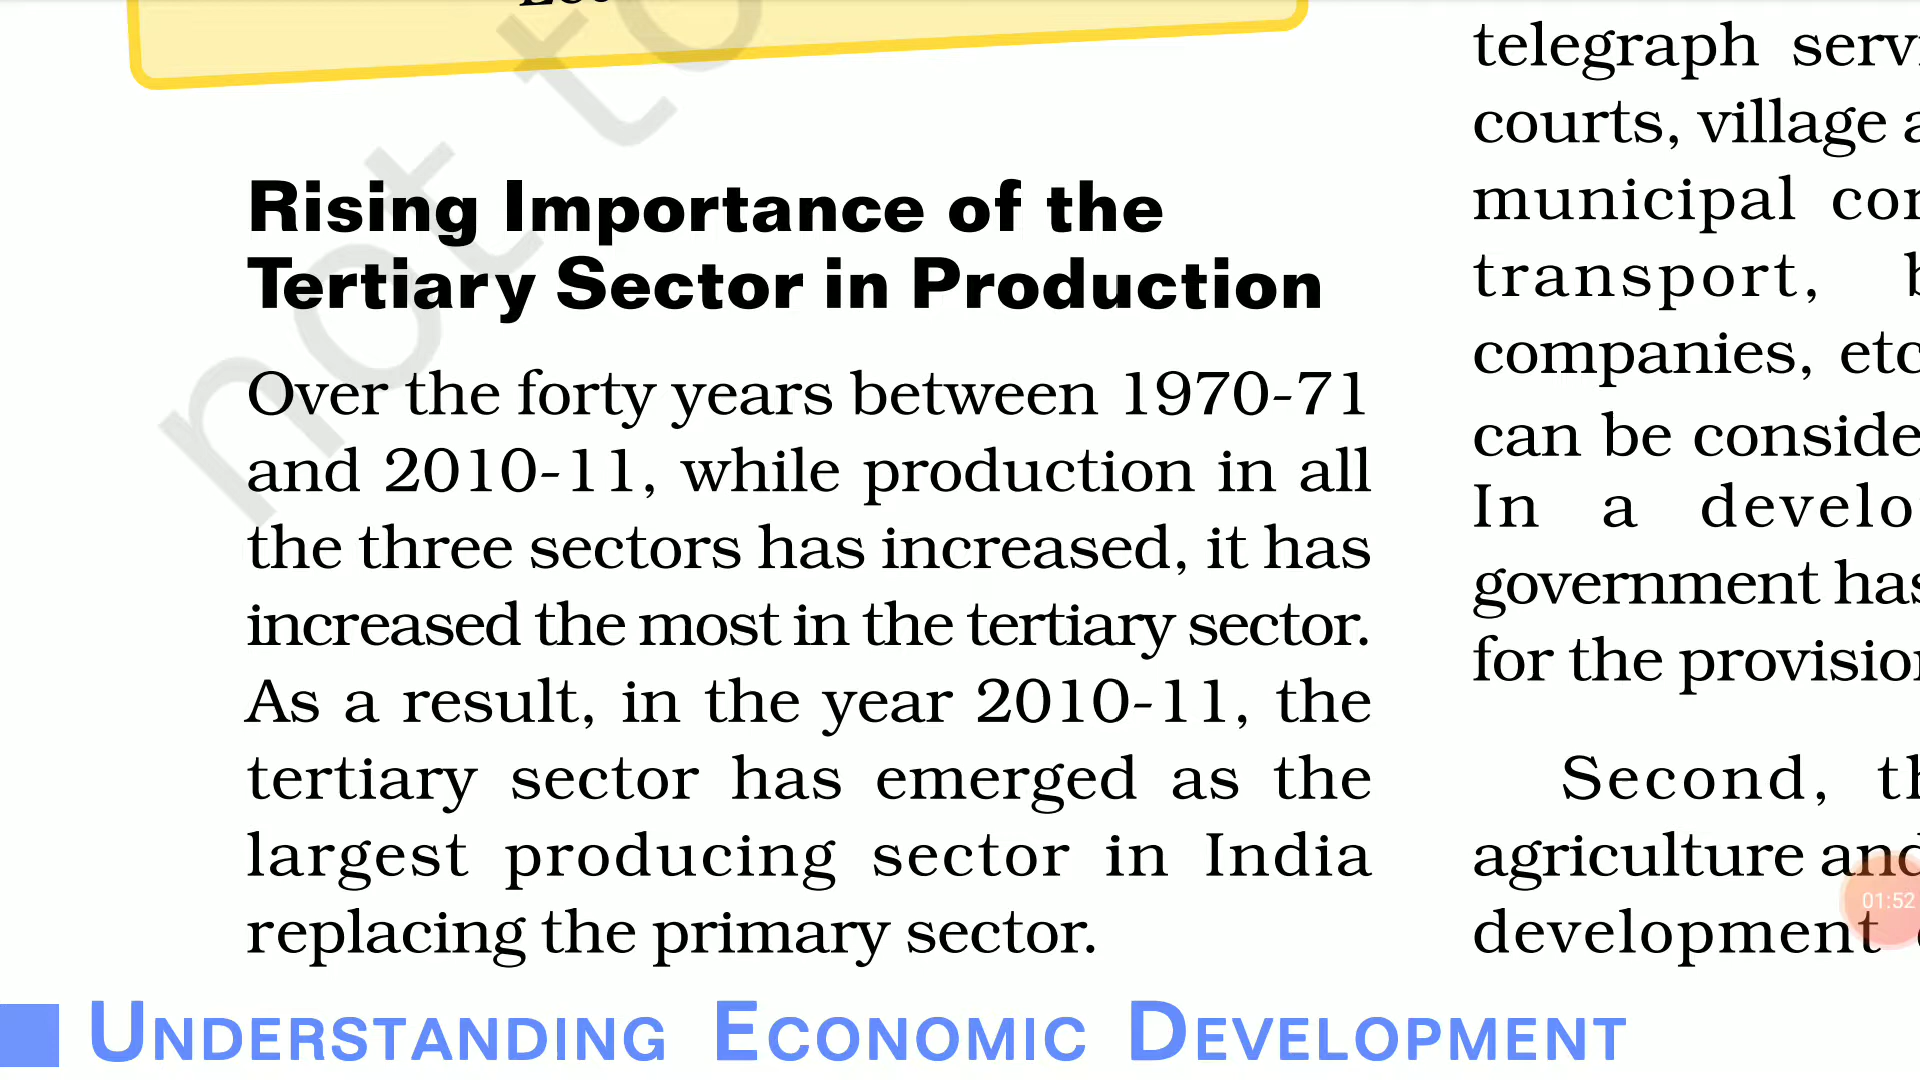 Rising Importance of the
Tertiary Sector in Production
Over the forty years between 1970-71
and 2010-11, while production in all
the three sectors has increased, it has
increased the most in the tertiary sector.
As a result, in the year 2010-11, the
tertiary sector has emerged as the
largest producing sector in India
replacing the primary sector.
telegraph
courts, village
municipal
transport,
companies,
can be
In a
government has
for the
Second,
agriculture and
development
01:52
UNDERSTANDING ECONOMIC DEVELOPMENT
not to